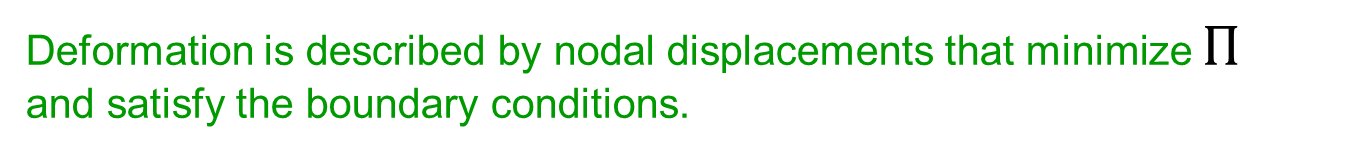 Deformation is described by nodal displacements that minimize Π
and satisfy the boundary conditions.